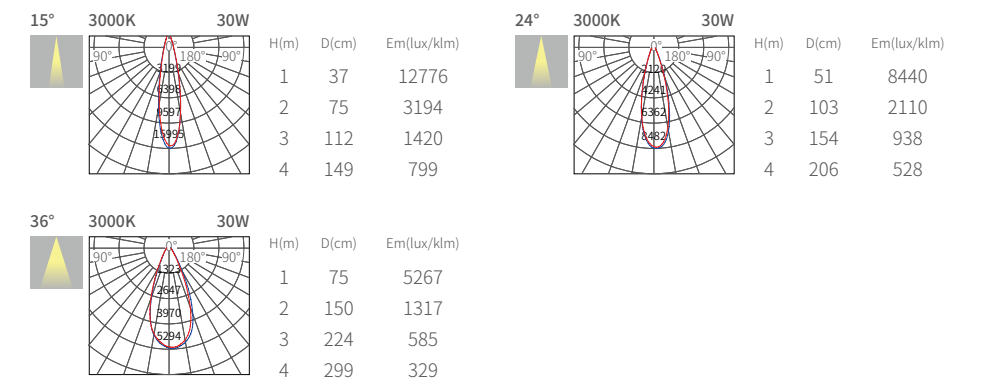 15° 3000K 30W
H(m) D(cm) Em(lux/klm)
0°
-90° 180° -90°
3199
6398
9597
15995
1 37 12776
2 75 3194
3 112 1420
4 149 799
24° 3000K 30W
H(m) D(cm) Em(lux/klm)
0°
-90° 180° -90°
2120
4241
6362
8482
1 51 8440
2 103 2110
3 154 938
4 206 528
36° 3000K 30W
H(m) D(cm) Em(lux/klm)
0°
-90° 180° -90°
1323
2647
3970
5294
1 75 5267
2 150 1317
3 224 585
4 299 329